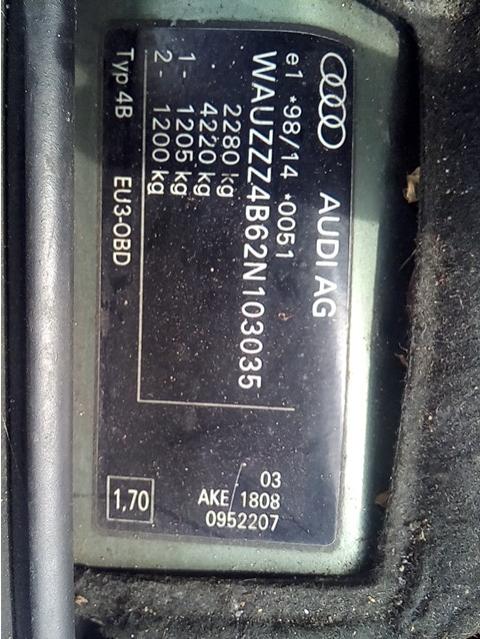 AUDI AG
e1 *98/14 *0051
WAUZZZ4B62N103035
2280 kg
4220 kg
1 - 1205 kg
2 - 1200 kg
Typ 4B EU3-OBD
03
AKE/1808
0952207
1,70